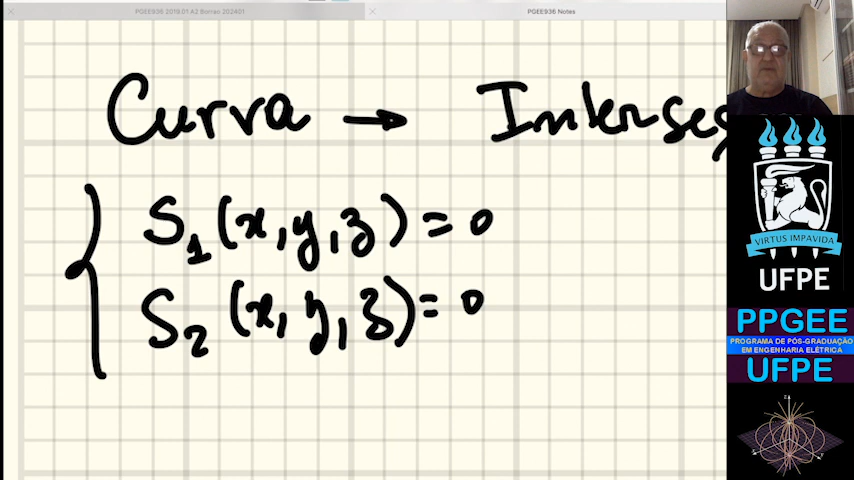 PGEE936 2019.01 A2 Borrao 202401
PGEE936 Notes
Curva → Interseç
S1(x,y,z)=0
S2(x,y,z)=0
VIRTUS IMPAVIDA
UFPE
PPGEE
PROGRAMA DE PÓS-GRADUAÇÃO
EM ENGENHARIA ELÉTRICA
UFPE